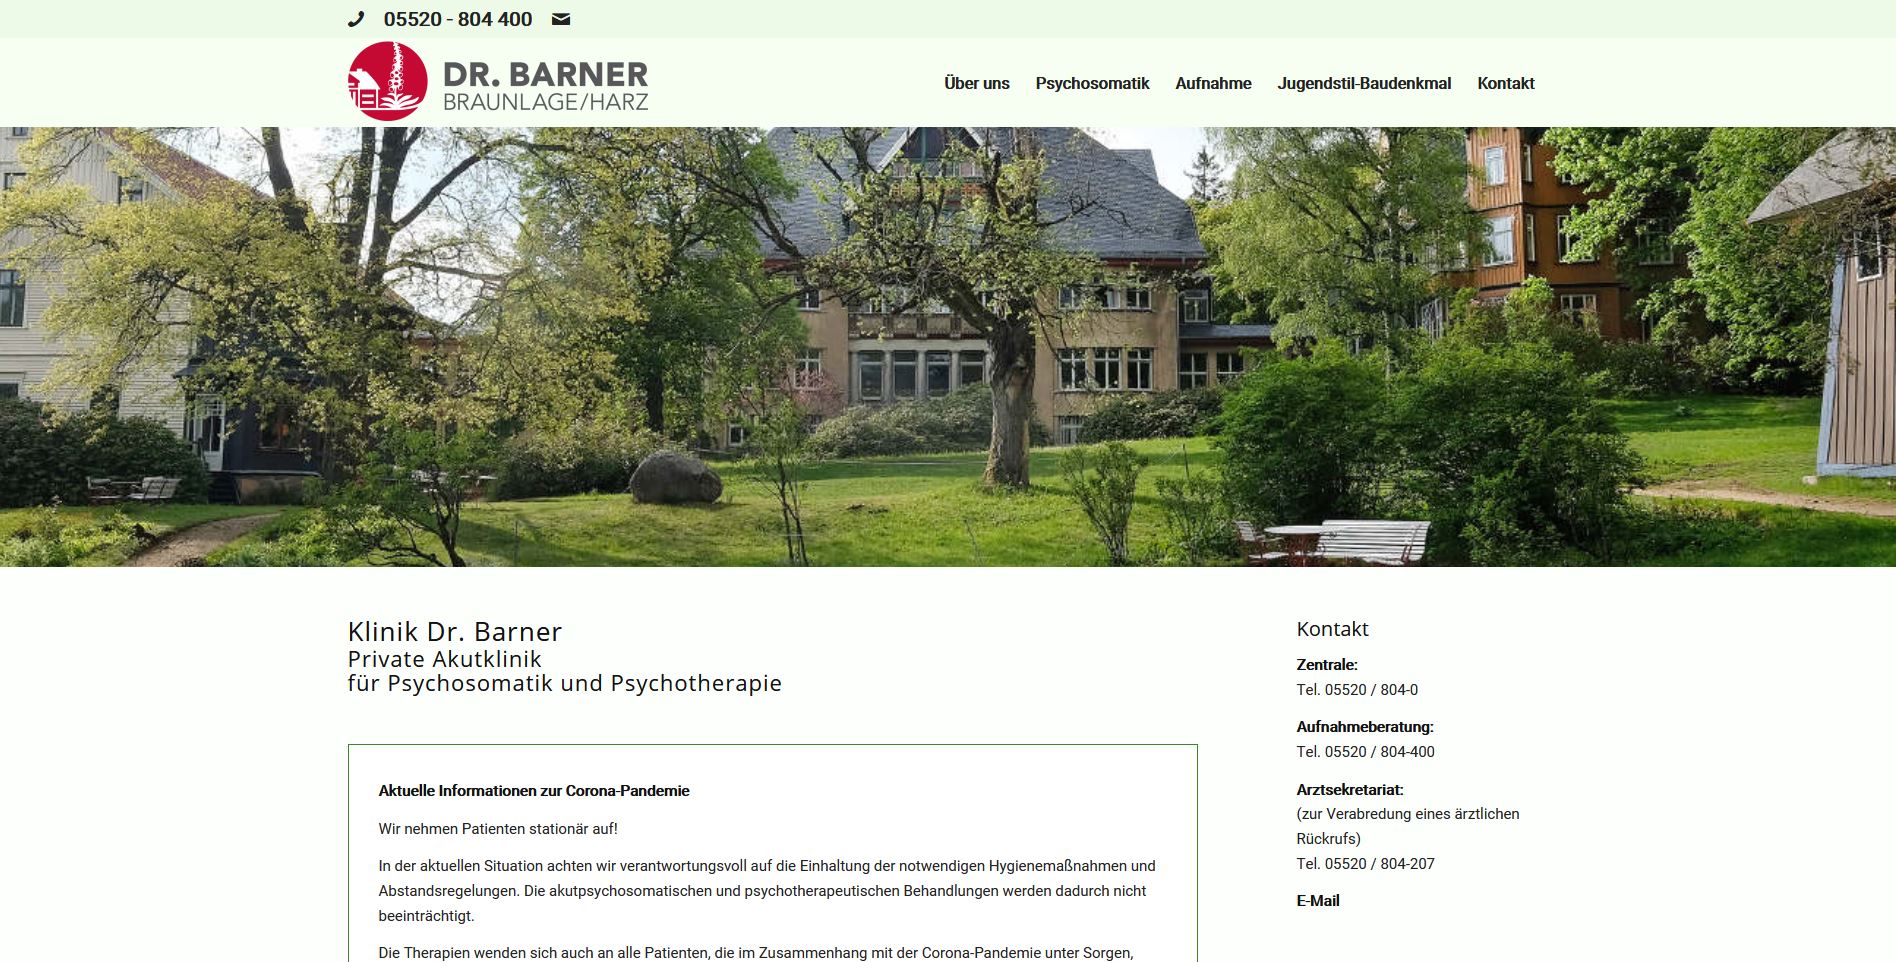 05520 - 804 400
DR. BARNER
BRAUNLAGE/HARZ
Über uns Psychosomatik Aufnahme Jugendstil-Baudenkmal Kontakt
Klinik Dr. Barner
Private Akutklinik
für Psychosomatik und Psychotherapie
Aktuelle Informationen zur Corona-Pandemie
Wir nehmen Patienten stationär auf!
In der aktuellen Situation achten wir verantwortungsvoll auf die Einhaltung der notwendigen Hygienemaßnahmen und
Abstandsregelungen. Die akutpsychosomatischen und psychotherapeutischen Behandlungen werden dadurch nicht
beeinträchtigt.
Die Therapien wenden sich auch an alle Patienten, die im Zusammenhang mit der Corona-Pandemie unter Sorgen,
Kontakt
Zentrale:
Tel. 05520 / 804-0
Aufnahmeberatung:
Tel. 05520 / 804-400
Arztsekretariat:
(zur Verabredung eines ärztlichen
Rückrufs)
Tel. 05520 / 804-207
E-Mail